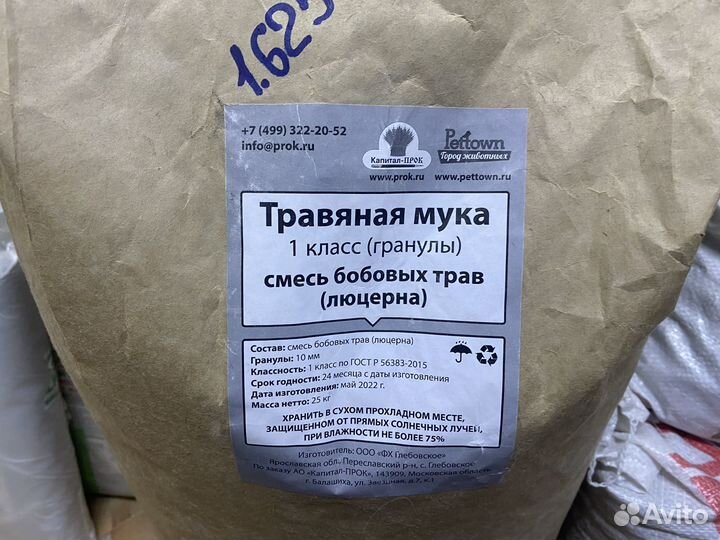 1.625
+7 (499) 322-20-52
info@prok.ru
Капитал-ПРОК
www.prok.ru
Pettown
Город животных
www.pettown.ru
Травяная мука
1 класс (гранулы)
смесь бобовых трав
(люцерна)
Состав: смесь бобовых трав (люцерна)
Гранулы: 10 мм
Классность: 1 класс по ГОСТ Р 56383-2015
Срок годности: 24 месяца с даты изготовления
Дата изготовления: май 2022 г.
Масса нетто: 25 кг
ХРАНИТЬ В СУХОМ ПРОХЛАДНОМ МЕСТЕ,
ЗАЩИЩЕННОМ ОТ ПРЯМЫХ СОЛНЕЧНЫХ ЛУЧЕЙ,
ПРИ ВЛАЖНОСТИ НЕ БОЛЕЕ 75%
Изготовитель: ООО «ФХ Глебовское»
Ярославская обл., Переславский р-н, с. Глебовское
По заказу АО «Капитал-ПРОК», 143909, Московская область
г. Балашиха, ул. Звездная, д.7, к.1
Avito